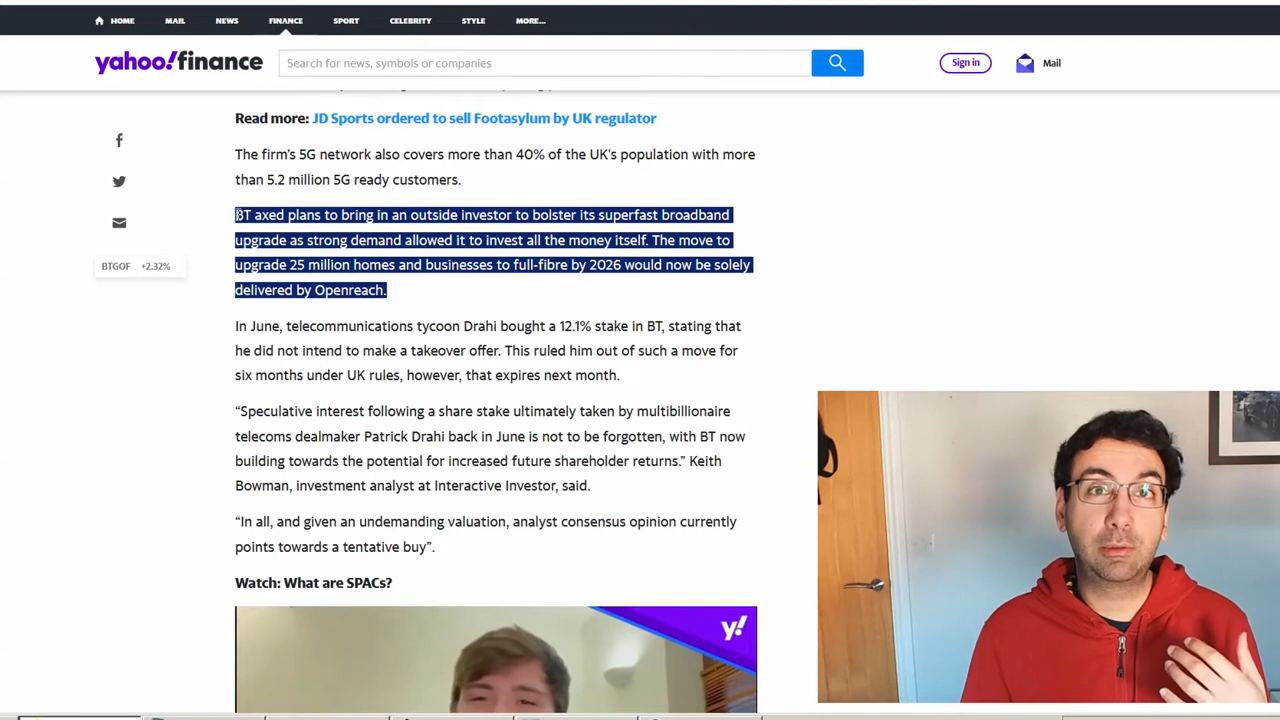 HOME MAIL NEWS FINANCE SPORT CELEBRITY STYLE MORE...
yahoo!finance Search for news, symbols or companies Sign in Mail
Read more: JD Sports ordered to sell Footasylum by UK regulator
The firm's 5G network also covers more than 40% of the UK's population with more
than 5.2 million 5G ready customers.
BT axed plans to bring in an outside investor to bolster its superfast broadband
upgrade as strong demand allowed it to invest all the money itself. The move to
upgrade 25 million homes and businesses to full-fibre by 2026 would now be solely
delivered by Openreach.
BTGOF +2.32%
In June, telecommunications tycoon Drahi bought a 12.1% stake in BT, stating that
he did not intend to make a takeover offer. This ruled him out of such a move for
six months under UK rules, however, that expires next month.
“Speculative interest following a share stake ultimately taken by multibillionaire
telecoms dealmaker Patrick Drahi back in June is not to be forgotten, with BT now
building towards the potential for increased future shareholder returns.” Keith
Bowman, investment analyst at Interactive Investor, said.
“In all, and given an undemanding valuation, analyst consensus opinion currently
points towards a tentative buy”.
Watch: What are SPACs?
y!